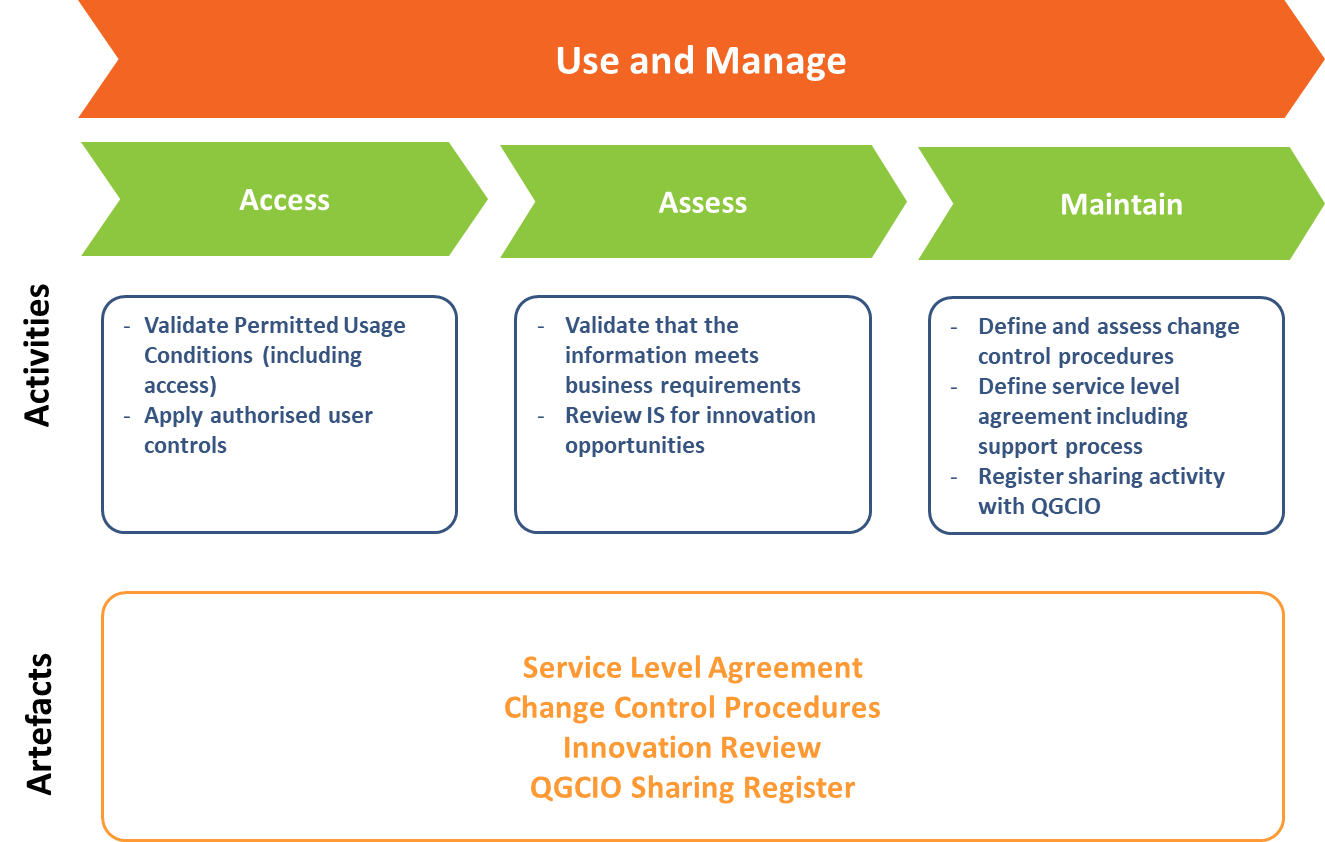 Use and Manage
Access
Assess
Maintain
Activities
- Validate Permitted Usage
Conditions (including
access)
- Apply authorised user
controls
- Validate that the
information meets
business requirements
- Review IS for innovation
opportunities
- Define and assess change
control procedures
- Define service level
agreement including
support process
- Register sharing activity
with QGCIO
Artefacts
Service Level Agreement
Change Control Procedures
Innovation Review
QGCIO Sharing Register